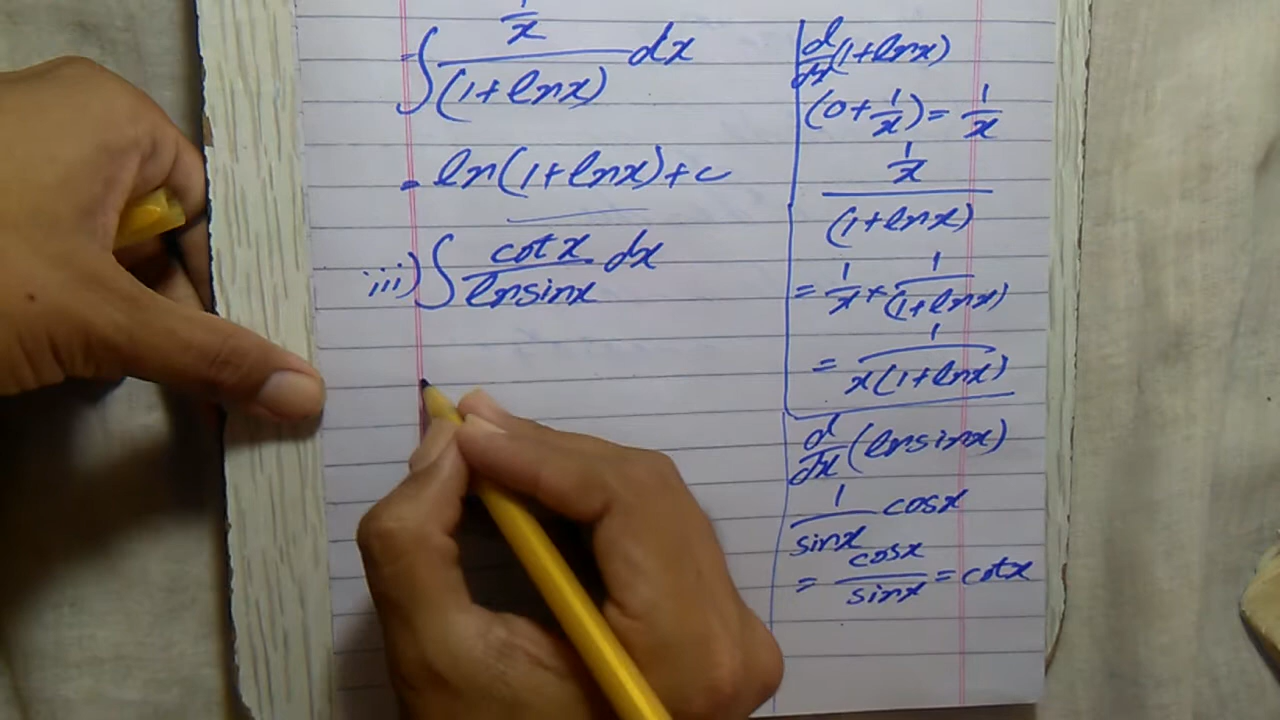 = ∫ (1/x)/(1+lnx) dx
= ln(1+lnx)+c
iii) ∫ cotx/lnsinx dx
d/dx (1+lnx)
(0+1/x) = 1/x
(1/x)/(1+lnx)
= 1/x + 1/(1+lnx)
= 1/x(1+lnx)
d/dx (lnsinx)
1/sinx cosx
= cosx/sinx = cotx